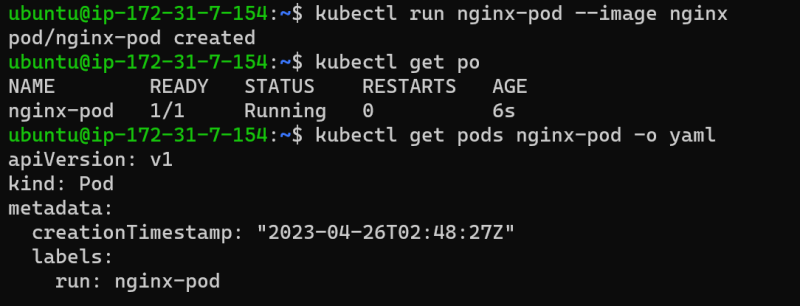 ubuntu@ip-172-31-7-154:~$ kubectl run nginx-pod --image nginx
pod/nginx-pod created
ubuntu@ip-172-31-7-154:~$ kubectl get po
NAME        READY   STATUS    RESTARTS   AGE
nginx-pod   1/1     Running   0          6s
ubuntu@ip-172-31-7-154:~$ kubectl get pods nginx-pod -o yaml
apiVersion: v1
kind: Pod
metadata:
  creationTimestamp: "2023-04-26T02:48:27Z"
  labels:
    run: nginx-pod